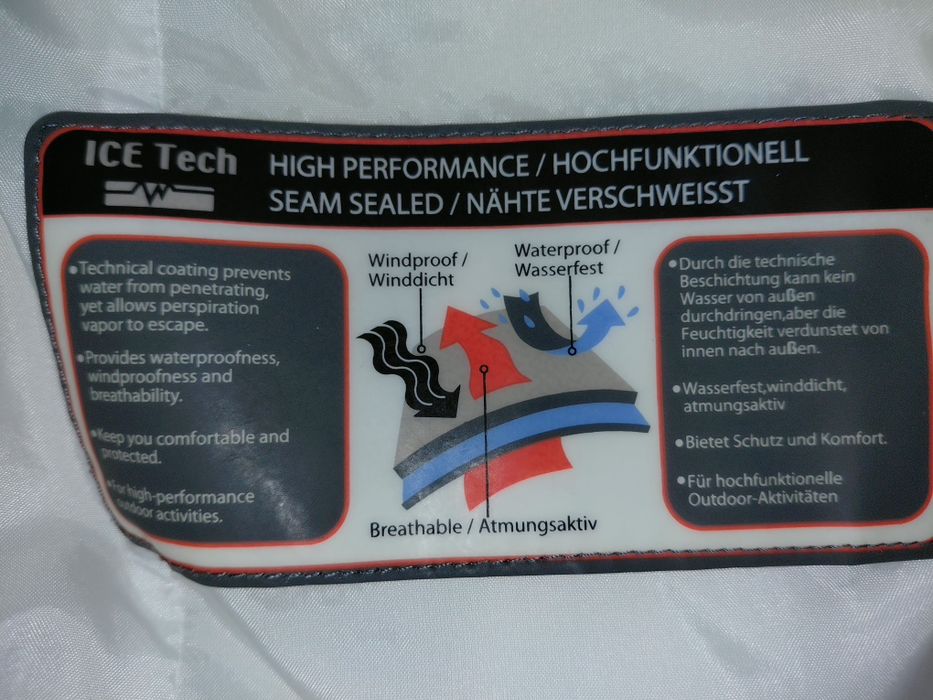 ICE Tech
HIGH PERFORMANCE / HOCHFUNKTIONELL
SEAM SEALED / NÄHTE VERSCHWEISST
•Technical coating prevents
water from penetrating,
yet allows perspiration
vapor to escape.
•Provides waterproofness,
windproofness and
breathability.
•Keep you comfortable and
protected.
•For high-performance
outdoor activities.
Windproof /
Winddicht
Waterproof /
Wasserfest
Breathable / Atmungsaktiv
•Durch die technische
Beschichtung kann kein
Wasser von außen
durchdringen,aber die
Feuchtigkeit verdunstet von
innen nach außen.
•Wasserfest,winddicht,
atmungsaktiv
•Bietet Schutz und Komfort.
•Für hochfunktionelle
Outdoor-Aktivitäten